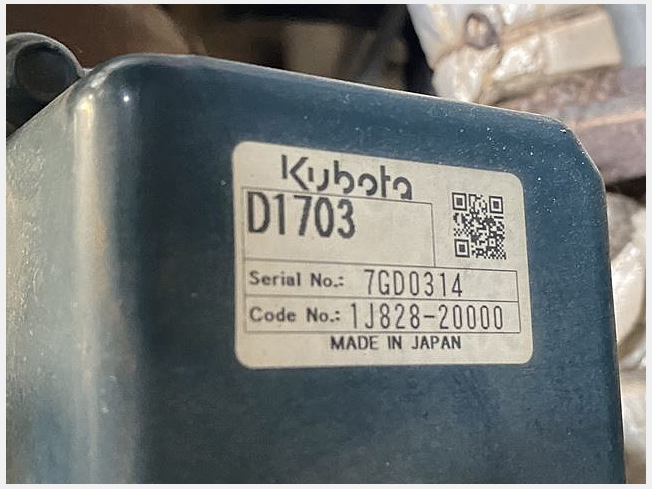 Kubota
D1703
Serial No.: 7GD0314
Code No.: 1J828-20000
MADE IN JAPAN